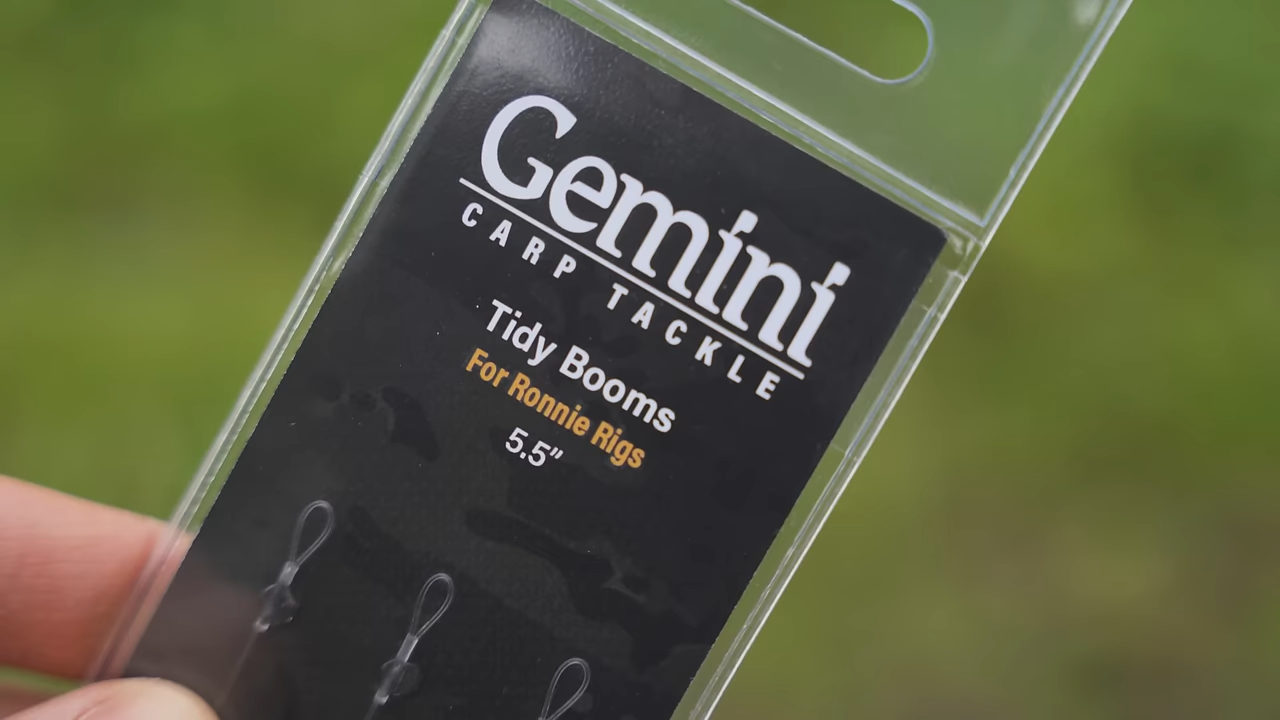 Gemini
CARP TACKLE
Tidy Booms
For Ronnie Rigs
5.5"